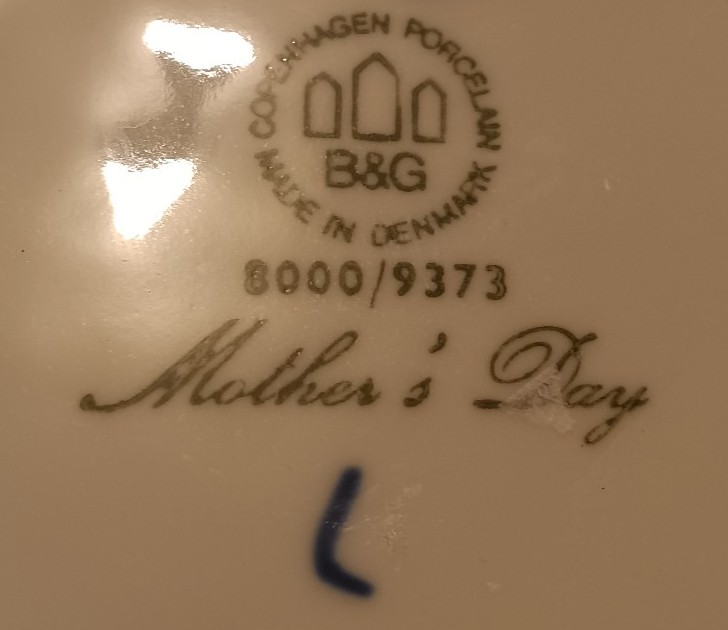 COPENHAGEN PORCELAIN
B&G
MADE IN DENMARK
8000/9373
Mother's Day
L